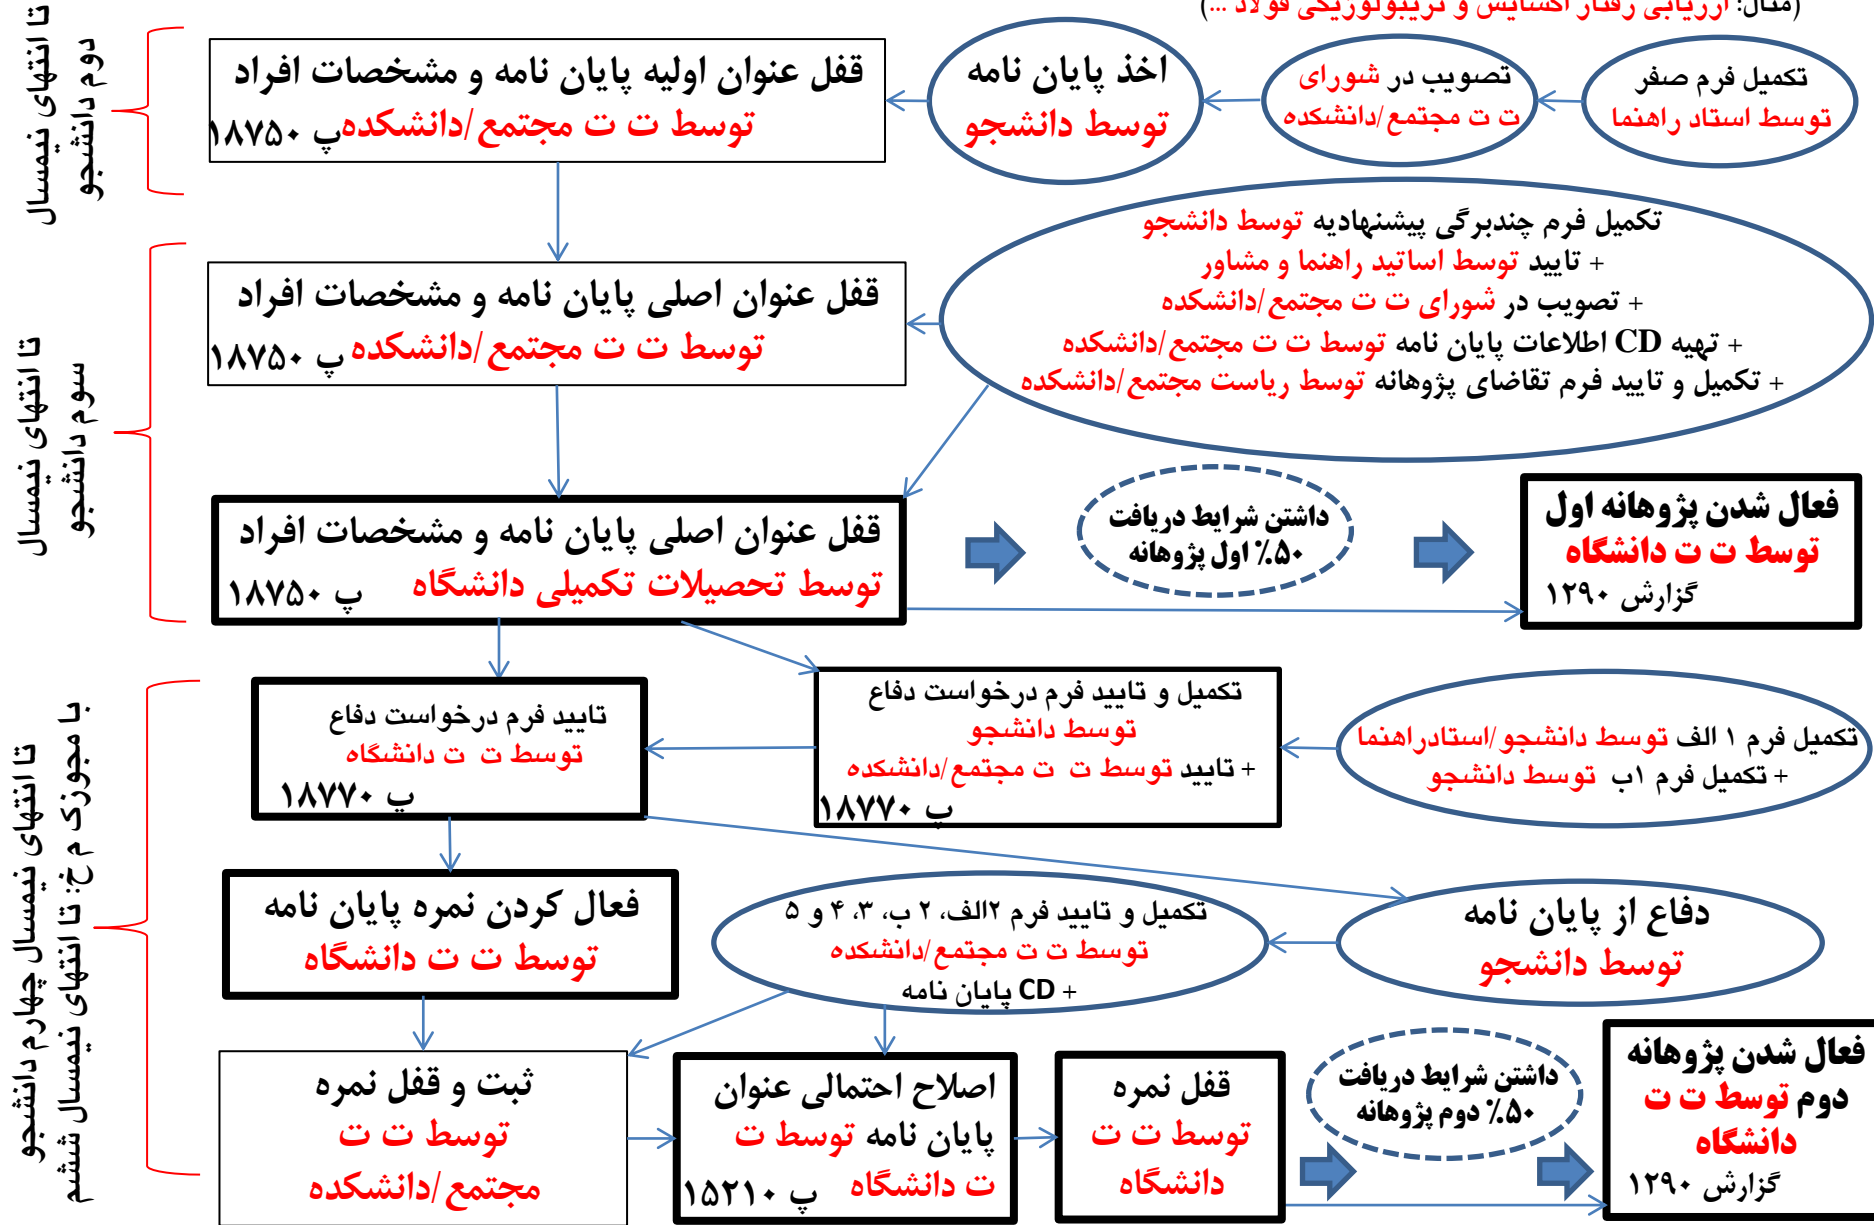 (مثال: ارزیابی رفتار اکسایش و تریبولوژیکی فولاد ...)
تکمیل فرم صفر
توسط استاد راهنما
تصویب در شورای
ت ت مجتمع/دانشکده
اخذ پایان نامه
توسط دانشجو
قفل عنوان اولیه پایان نامه و مشخصات افراد
توسط ت ت مجتمع/دانشکده پ ۱۸۷۵۰
تا انتهای نیمسال
دوم دانشجو
تکمیل فرم چندبرگی پیشنهادیه توسط دانشجو
+ تایید توسط اساتید راهنما و مشاور
+ تصویب در شورای ت ت مجتمع/دانشکده
+ تهیه CD اطلاعات پایان نامه توسط ت ت مجتمع/دانشکده
+ تکمیل و تایید فرم تقاضای پژوهانه توسط ریاست مجتمع/دانشکده
قفل عنوان اصلی پایان نامه و مشخصات افراد
توسط ت ت مجتمع/دانشکده پ ۱۸۷۵۰
تا انتهای نیمسال
سوم دانشجو
قفل عنوان اصلی پایان نامه و مشخصات افراد
توسط تحصیلات تکمیلی دانشگاه پ ۱۸۷۵۰
داشتن شرایط دریافت
۵۰٪ اول پژوهانه
فعال شدن پژوهانه اول
توسط ت ت دانشگاه
گزارش ۱۲۹۰
تکمیل فرم ۱ الف توسط دانشجو/استادراهنما
+ تکمیل فرم ۱ب توسط دانشجو
تکمیل و تایید فرم درخواست دفاع
توسط دانشجو
+ تایید توسط ت ت مجتمع/دانشکده
پ ۱۸۷۷۰
تایید فرم درخواست دفاع
توسط ت ت دانشگاه
پ ۱۸۷۷۰
تا انتهای نیمسال چهارم دانشجو
با مجوزک م خ: تا انتهای نیمسال ششم
دفاع از پایان نامه
توسط دانشجو
تکمیل و تایید فرم ۲الف، ۲ ب، ۳، ۴ و ۵
توسط ت ت مجتمع/دانشکده
+ CD پایان نامه
فعال کردن نمره پایان نامه
توسط ت ت دانشگاه
ثبت و قفل نمره
توسط ت ت
مجتمع/دانشکده
اصلاح احتمالی عنوان
پایان نامه توسط ت
ت دانشگاه پ ۱۵۲۱۰
قفل نمره
توسط ت ت
دانشگاه
داشتن شرایط دریافت
۵۰٪ دوم پژوهانه
فعال شدن پژوهانه
دوم توسط ت ت
دانشگاه
گزارش ۱۲۹۰